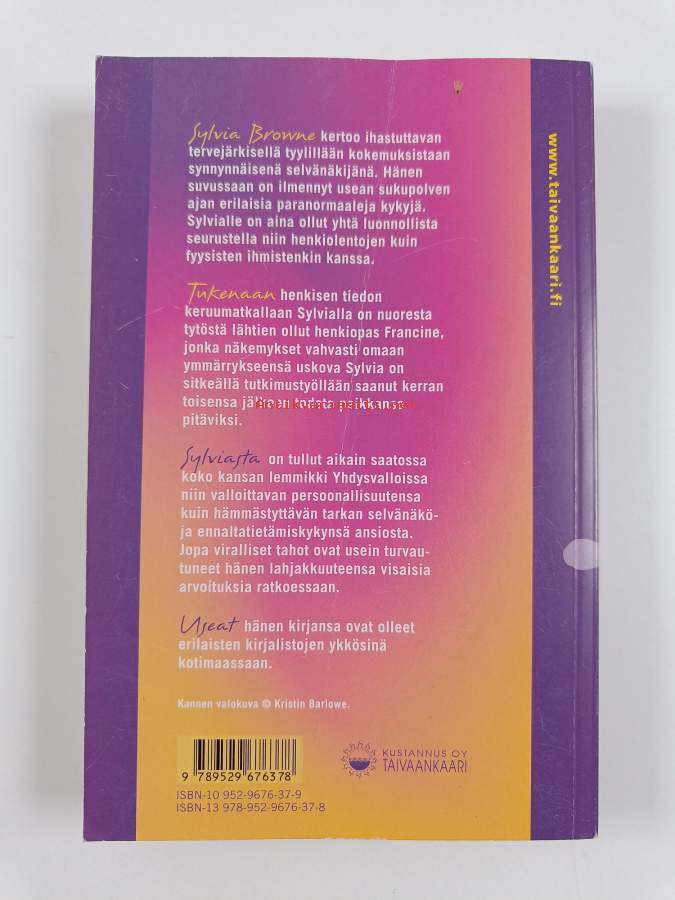 Sylvia Browne kertoo ihastuttavan
tervejärkisellä tyylillään kokemuksistaan
synnynnäisenä selvänäkijänä. Hänen
suvussaan on ilmennyt usean sukupolven
ajan erilaisia paranormaaleja kykyjä.
Sylvialle on aina ollut yhtä luonnollista
seurustella niin henkiolentojen kuin
fyysisten ihmistenkin kanssa.
Tukenaan henkisen tiedon
keruumatkallaan Sylvialla on nuoresta
tytöstä lähtien ollut henkiopas Francine,
jonka näkemykset vahvasti omaan
ymmärrykseensä uskova Sylvia on
sitkeällä tutkimustyöllään saanut kerran
toisensa jälkeen todeta paikkansa
pitäviksi.
Sylviasta on tullut aikain saatossa
koko kansan lemmikki Yhdysvalloissa
niin valloittavan persoonallisuutensa
kuin hämmästyttävän tarkan selvänäkö-
ja ennaltatietämiskykynsä ansiosta.
Jopa viralliset tahot ovat usein turvau-
tuneet hänen lahjakkuuteensa visaisia
arvoituksia ratkoessaan.
Useat hänen kirjansa ovat olleet
erilaisten kirjalistojen ykkösinä
kotimaassaan.
Kannen valokuva © Kristin Barlowe.
9 789529 676378
ISBN-10 952-9676-37-9
ISBN-13 978-952-9676-37-8
KUSTANNUS OY
TAIVAANKAARI
www.taivaankaari.fi